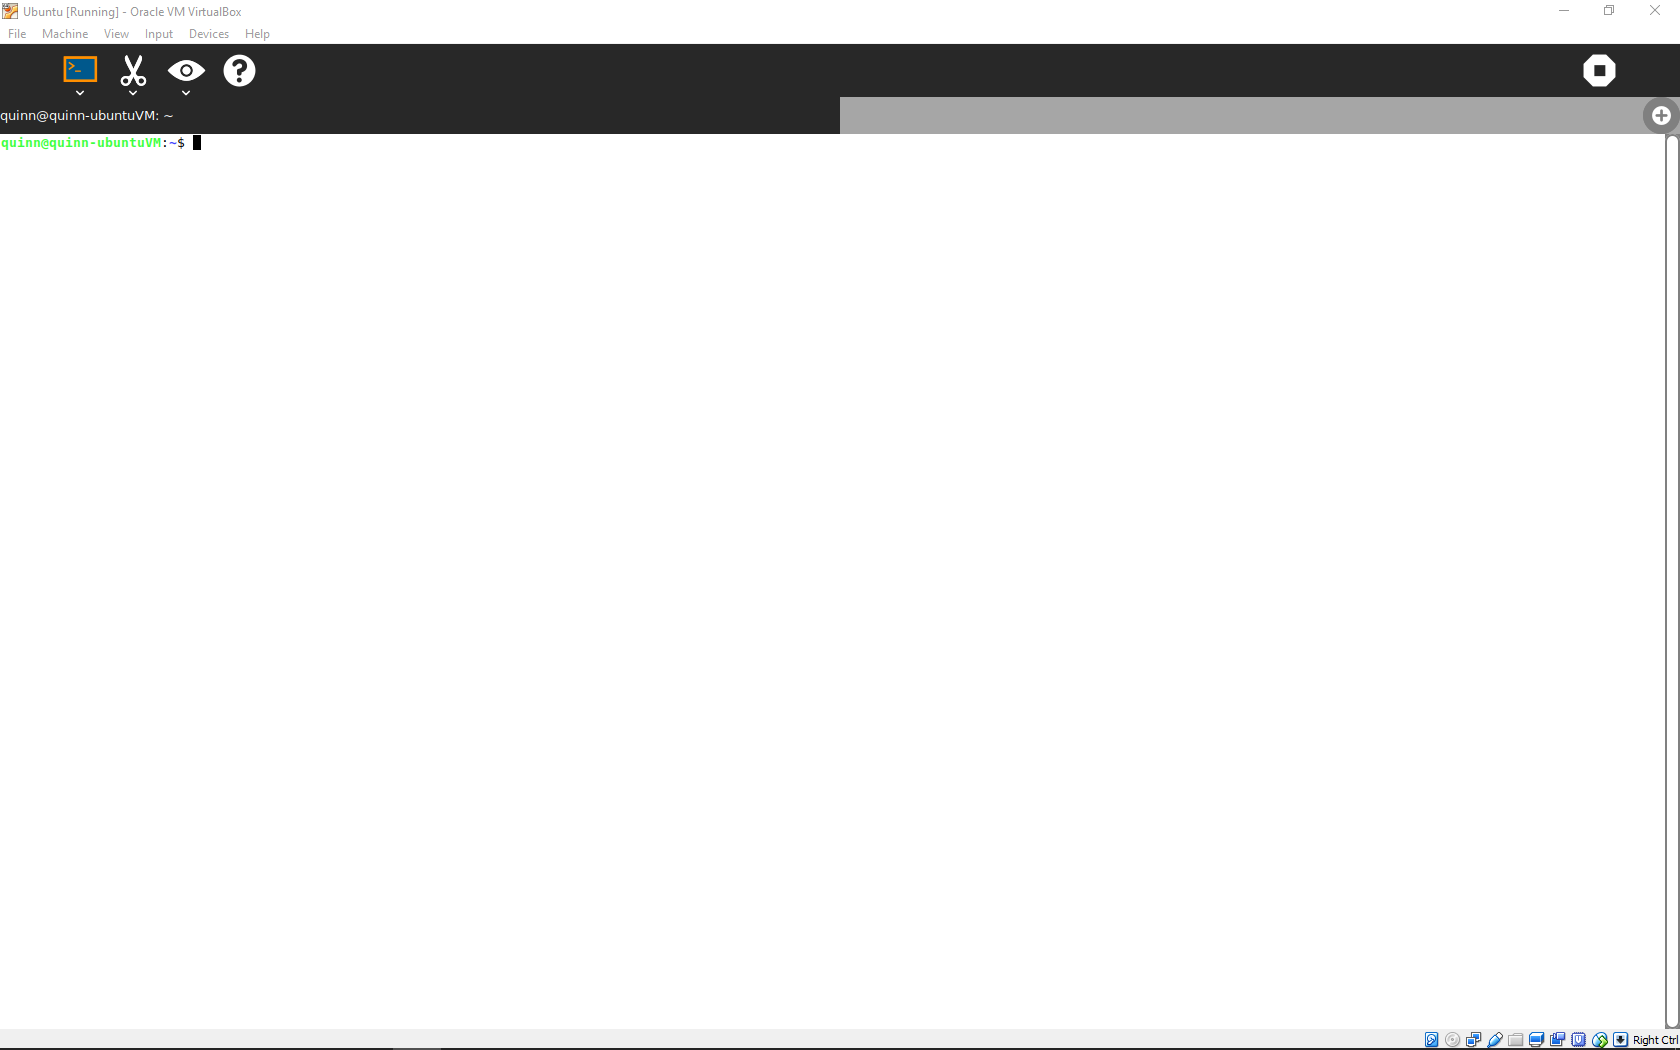 Ubuntu [Running] - Oracle VM VirtualBox
File Machine View Input Devices Help
>_
quinn@quinn-ubuntuVM: ~
quinn@quinn-ubuntuVM:~$
Right Ctrl